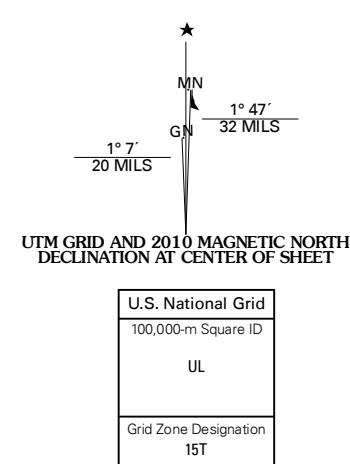 MN
1° 47´
32 MILS
GN
1° 7´
20 MILS
UTM GRID AND 2010 MAGNETIC NORTH
DECLINATION AT CENTER OF SHEET
U.S. National Grid
100,000-m Square ID
UL
Grid Zone Designation
15T